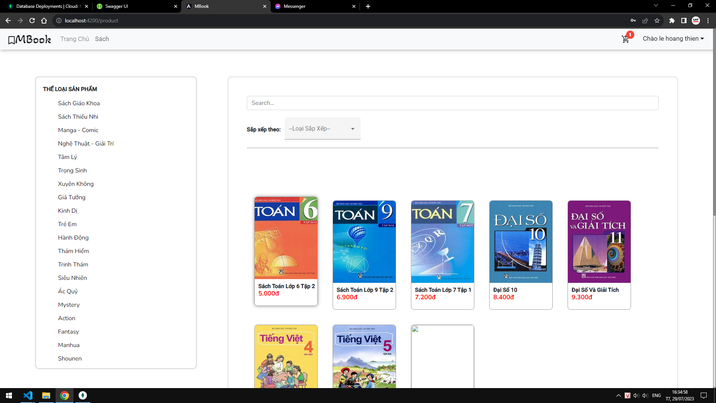 Database Deployments | Cloud: M
Swagger UI
MBook
Messenger
localhost:4200/product
MBook
Trang Chủ
Sách
1
Chào le hoang thien
THỂ LOẠI SẢN PHẨM
Sách Giáo Khoa
Sách Thiếu Nhi
Manga - Comic
Nghệ Thuật - Giải Trí
Tâm Lý
Trọng Sinh
Xuyên Không
Giả Tưởng
Kinh Dị
Trẻ Em
Hành Động
Thám Hiểm
Trinh Thám
Siêu Nhiên
Ác Quỷ
Mystery
Action
Fantasy
Manhua
Shounen
Search...
Sắp xếp theo:
--Loại Sắp Xếp--
TOÁN 6
Sách Toán Lớp 6 Tập 2
5.000đ
TOÁN 9
Sách Toán Lớp 9 Tập 2
6.900đ
TOÁN 7
Sách Toán Lớp 7 Tập 1
7.200đ
ĐẠI SỐ
10
Đại Số 10
8.400đ
ĐẠI SỐ
VÀ GIẢI TÍCH
11
Đại Số Và Giải Tích
9.300đ
Tiếng Việt
4
Tiếng Việt
5
ENG
16:34:58
T7, 29/07/2023